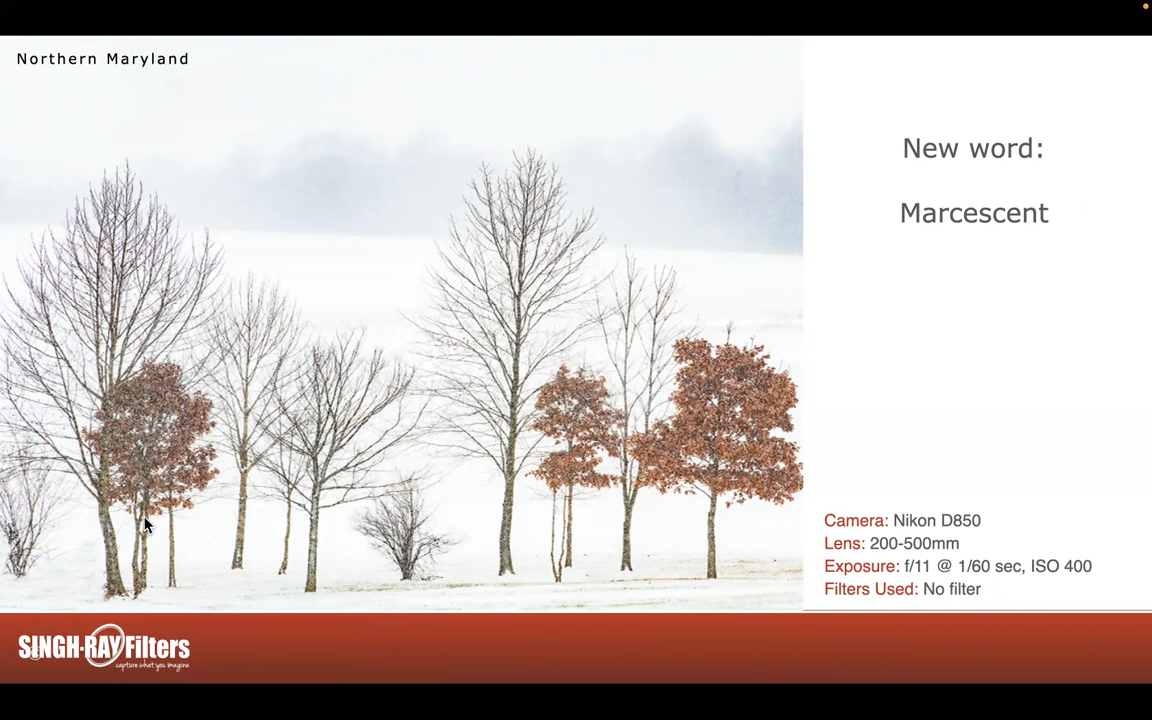 Northern Maryland
New word:
Marcescent
Camera: Nikon D850
Lens: 200-500mm
Exposure: f/11 @ 1/60 sec, ISO 400
Filters Used: No filter
SINGH-RAY Filters
capture what you imagine